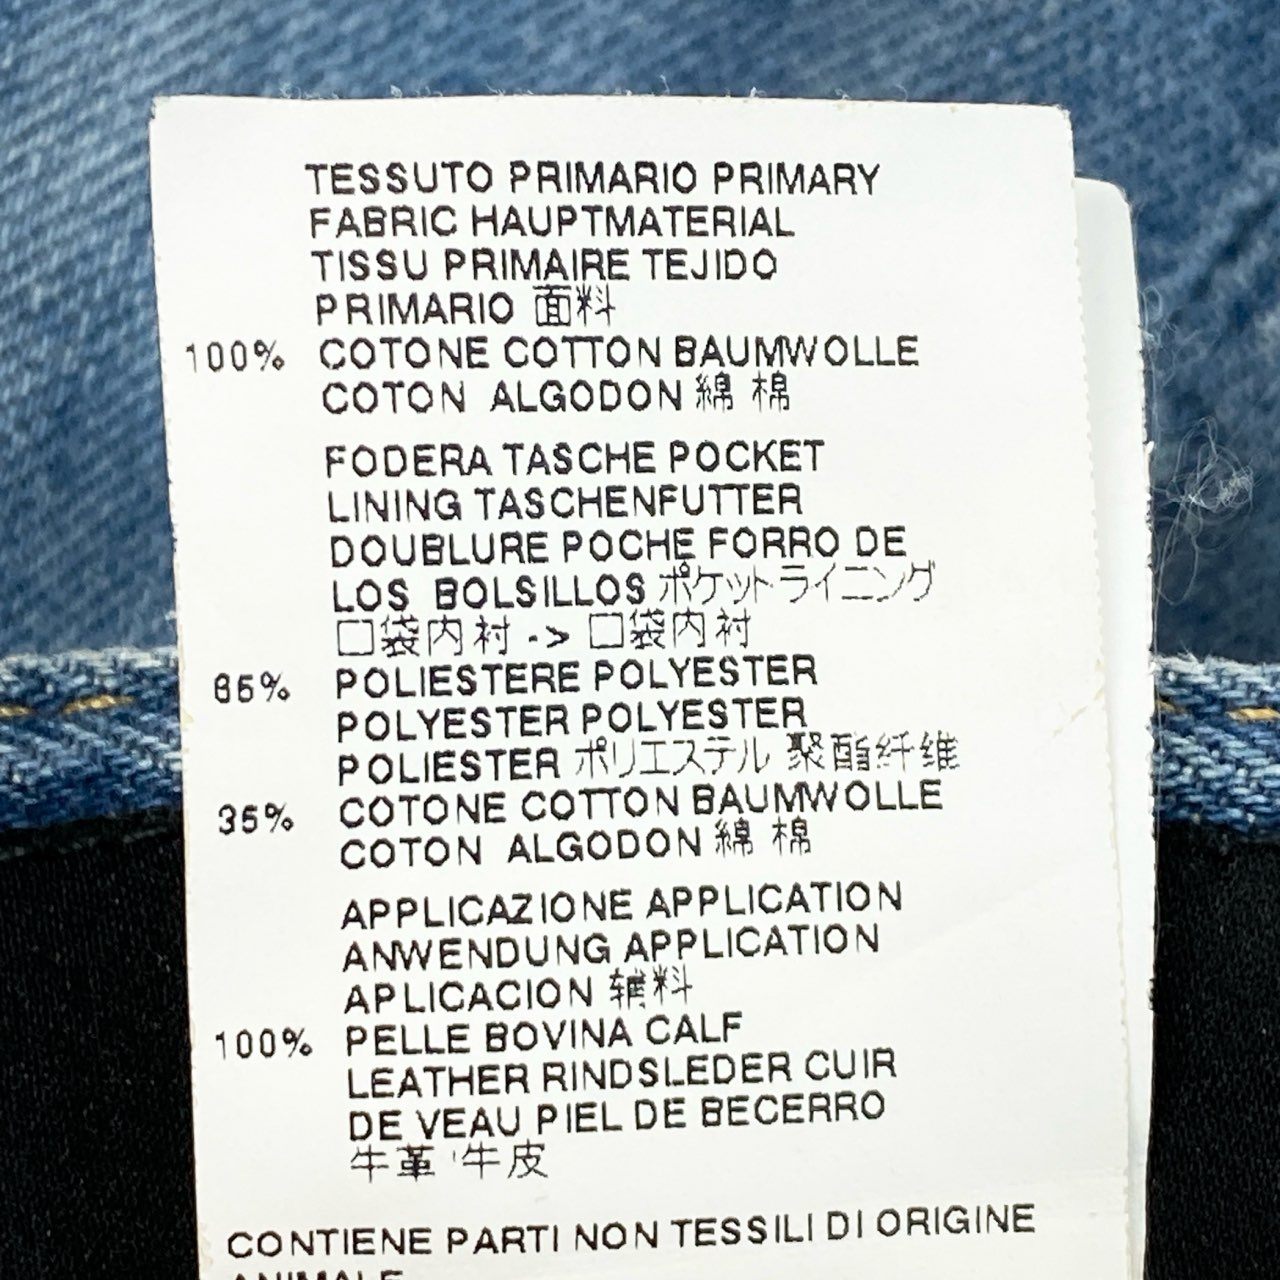 TESSUTO PRIMARIO PRIMARY
FABRIC HAUPTMATERIAL
TISSU PRIMAIRE TEJIDO
PRIMARIO 面料
100% COTONE COTTON BAUMWOLLE
COTON ALGODON 綿 棉
FODERA TASCHE POCKET
LINING TASCHENFUTTER
DOUBLURE POCHE FORRO DE
LOS BOLSILLOS ポケットライニング
口袋内衬 -> 口袋内衬
65% POLIESTERE POLYESTER
POLYESTER POLYESTER
POLIESTER ポリエステル 聚酯纤维
35% COTONE COTTON BAUMWOLLE
COTON ALGODON 綿 棉
APPLICAZIONE APPLICATION
ANWENDUNG APPLICATION
APLICACION 辅料
100% PELLE BOVINA CALF
LEATHER RINDSLEDER CUIR
DE VEAU PIEL DE BECERRO
牛革 牛皮
CONTIENE PARTI NON TESSILI DI ORIGINE
ANIMALE